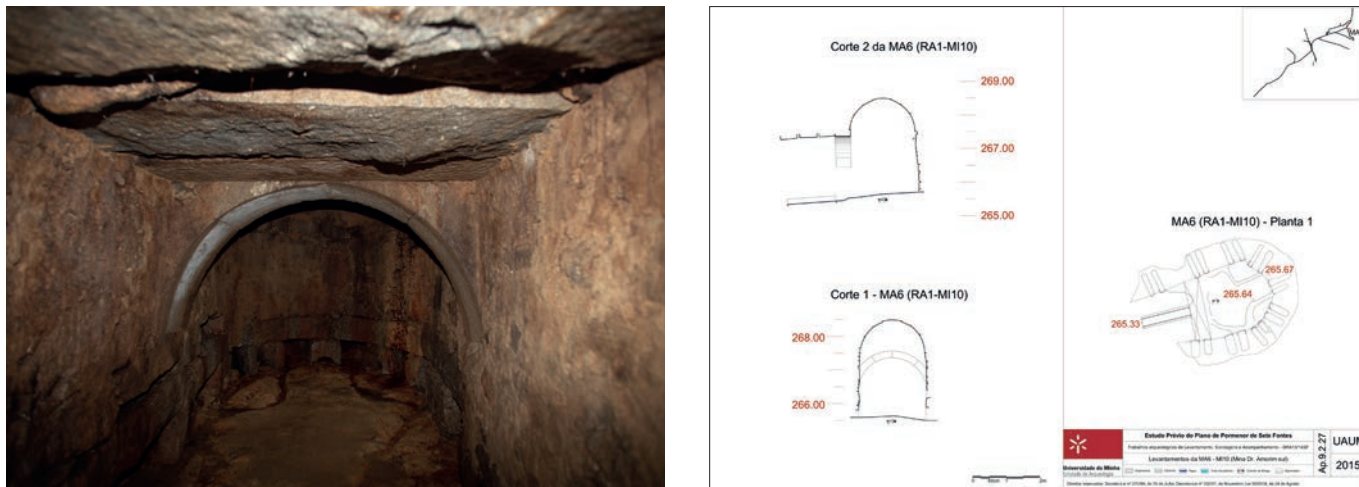 Corte 2 da MA6 (RA1-MI10)
269.00
267.00
265.00
Corte 1 - MA6 (RA1-MI10)
268.00
266.00
MA6 (RA1-MI10) - Planta 1
265.67
265.64
265.33
Universidade do Minho
Unidade de Arqueologia
Estudo Prévio do Plano de Pormenor de Sete Fontes
Levantamentos da MA6 - MI10 (Mina Dr. Amorim sul)
Ap.9.2.27
UAUM
2015